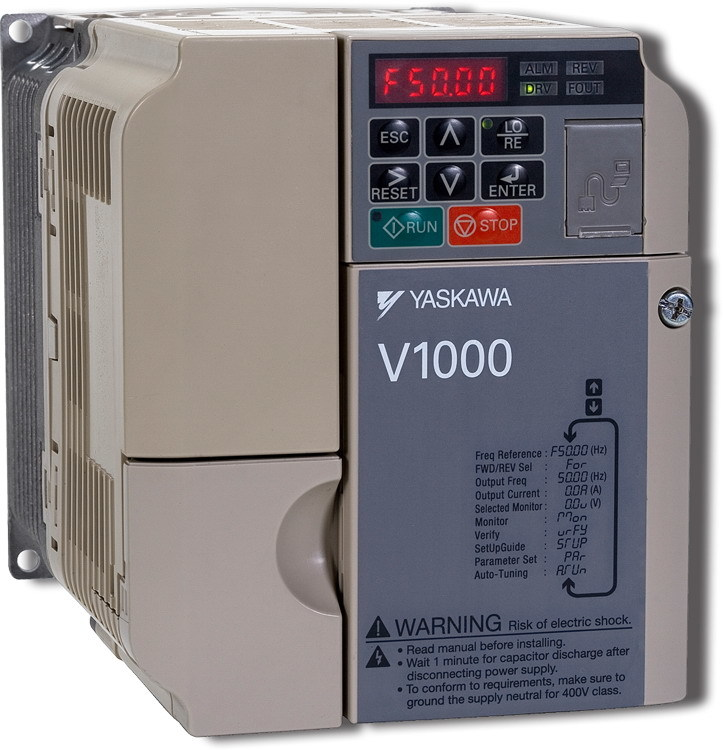 F50.00
ALM REV
DRV FOUT
ESC
LO
RE
RESET
ENTER
RUN
STOP
YASKAWA
V1000
Freq Reference : F50.00 (Hz)
FWD/REV Sel : For
Output Freq : 50.00 (Hz)
Output Current : 0.0A (A)
Selected Monitor : 0.0u (V)
Monitor : Mon
Verify : urFy
SetUpGuide : STUP
Parameter Set : PAr
Auto-Tuning : ATUn
WARNING Risk of electric shock.
• Read manual before installing.
• Wait 1 minute for capacitor discharge after
disconnecting power supply.
• To conform to requirements, make sure to
ground the supply neutral for 400V class.